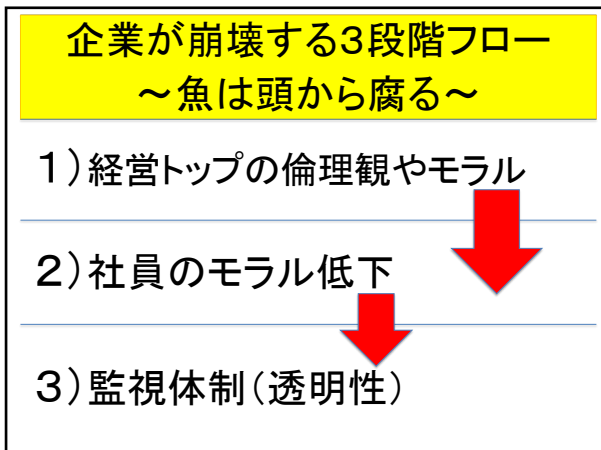 企業が崩壊する3段階フロー
～魚は頭から腐る～
１）経営トップの倫理観やモラル
２）社員のモラル低下
３）監視体制（透明性）